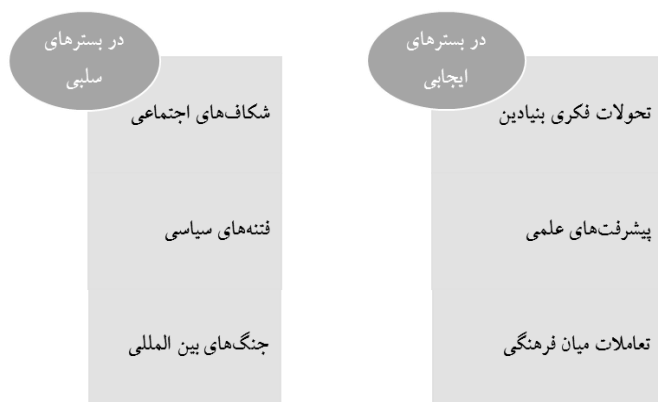 در بسترهای
ایجابی
تحولات فکری بنیادین
پیشرفت‌های علمی
تعاملات میان فرهنگی
در بسترهای
سلبی
شکاف‌های اجتماعی
فتنه‌های سیاسی
جنگ‌های بین المللی